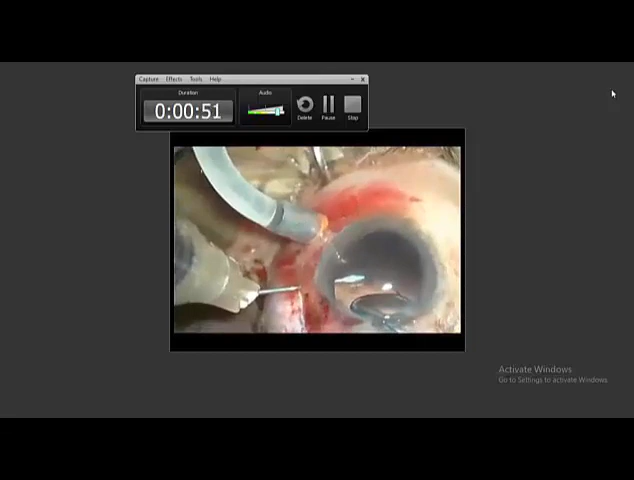 Capture Effects Tools Help
Duration
Audio
0:00:51
Delete Pause Stop
Activate Windows
Go to Settings to activate Windows.